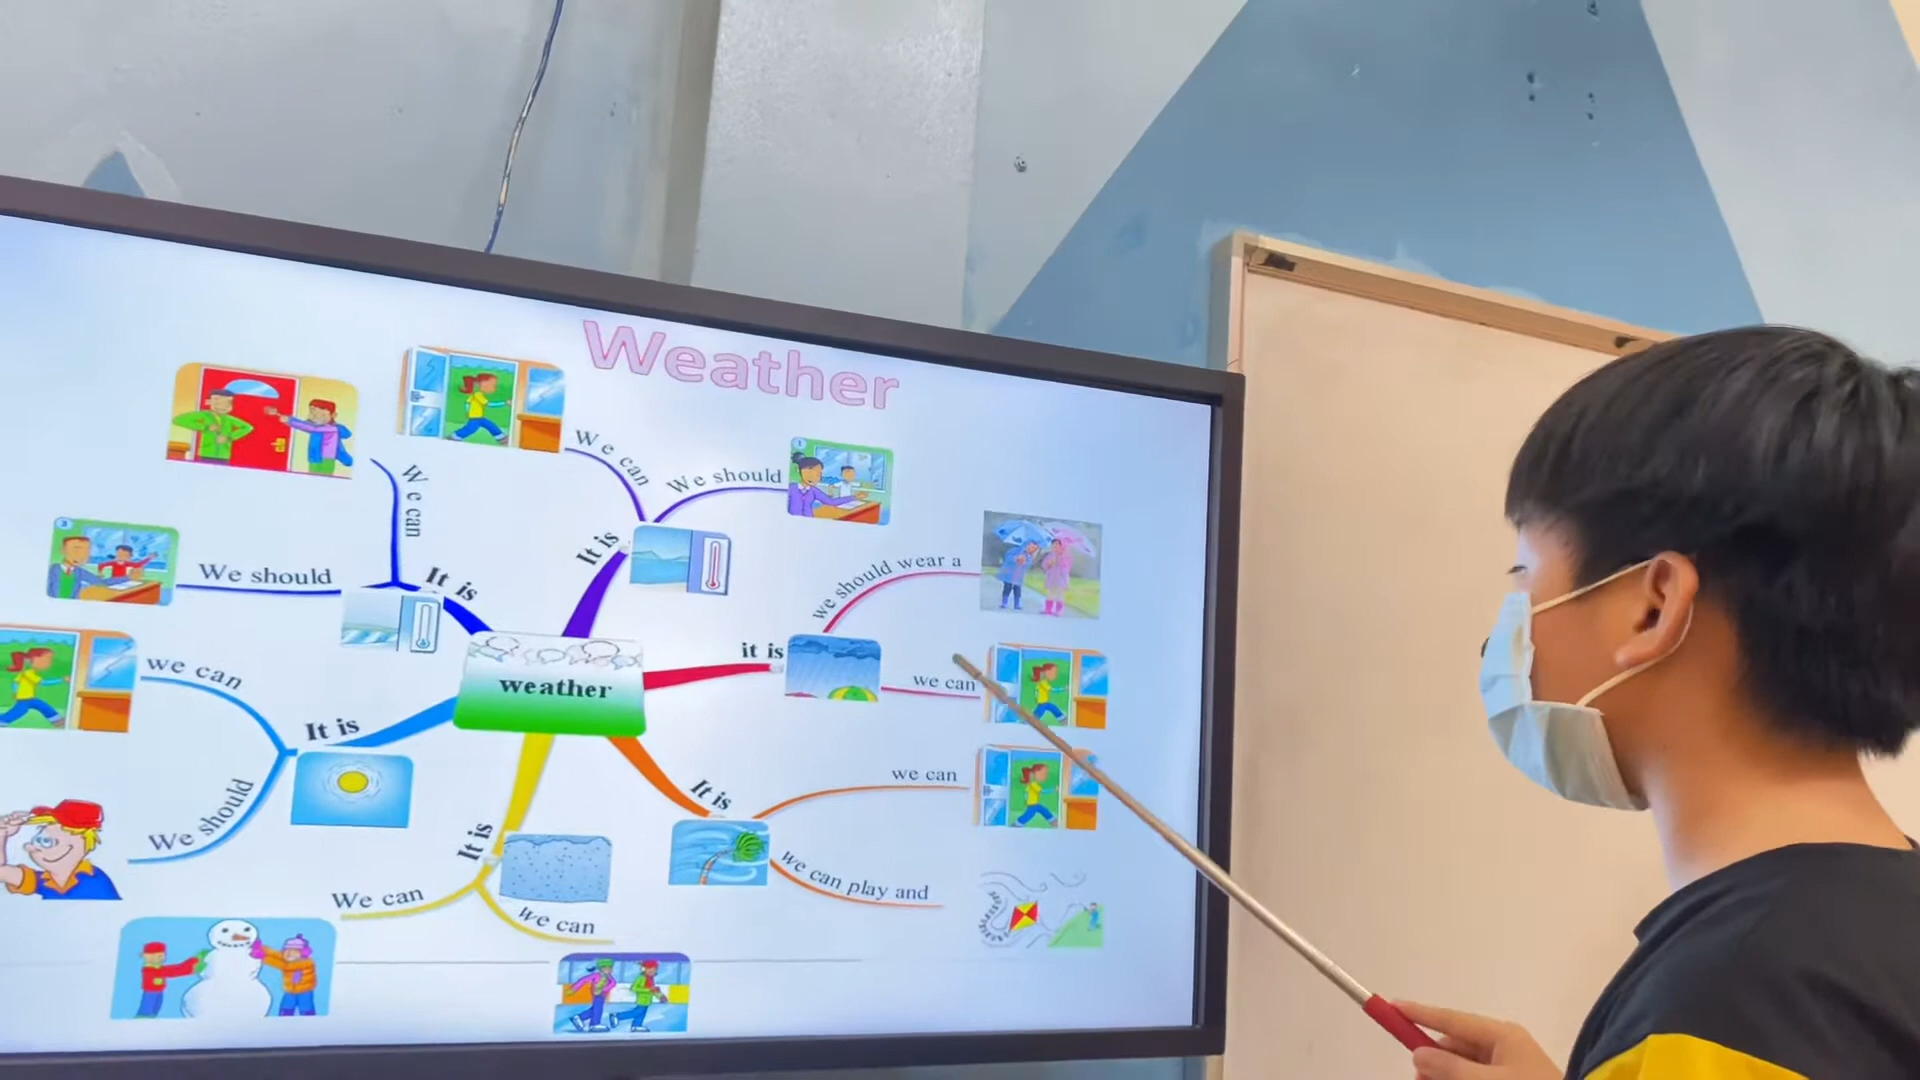 Weather
We can
We should
It is
We can
We should
It is
we should wear a
it is
we can
weather
we can
It is
We should
It is
we can
we can play and
It is
We can
we can